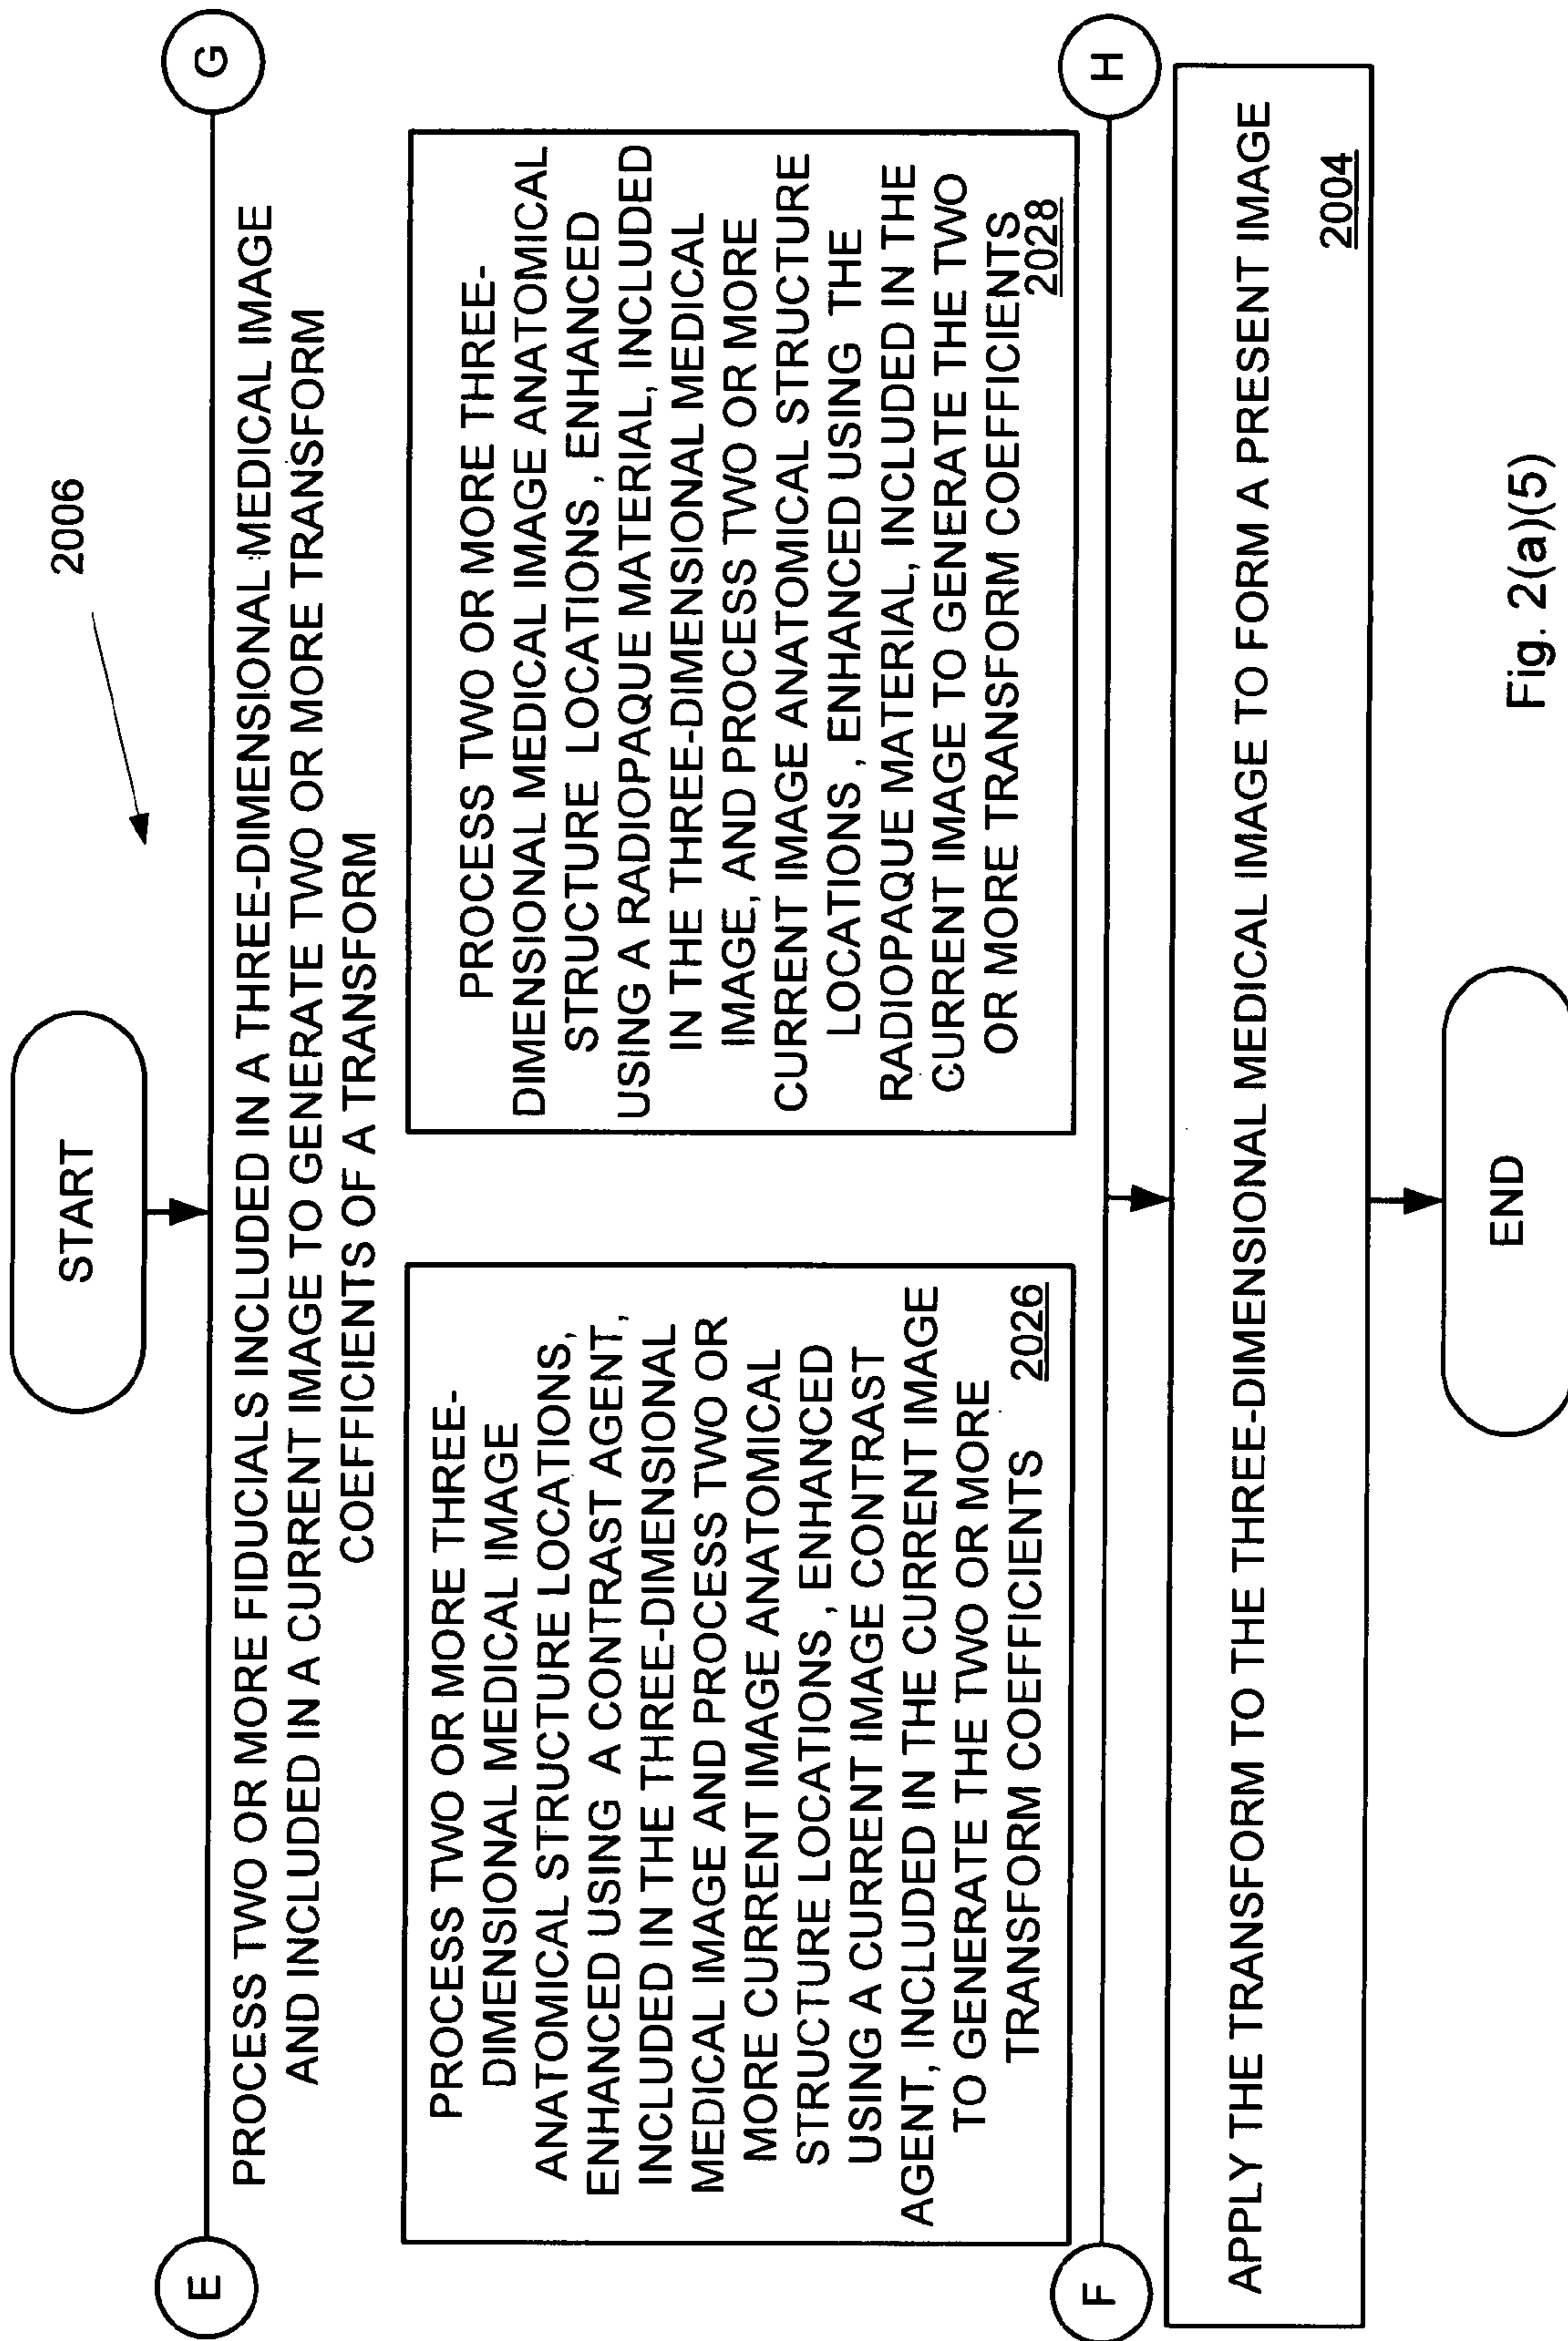 2006
START
E
G
PROCESS TWO OR MORE FIDUCIALS INCLUDED IN A THREE-DIMENSIONAL MEDICAL IMAGE
AND INCLUDED IN A CURRENT IMAGE TO GENERATE TWO OR MORE TRANSFORM
COEFFICIENTS OF A TRANSFORM
PROCESS TWO OR MORE THREE-
DIMENSIONAL MEDICAL IMAGE
ANATOMICAL STRUCTURE LOCATIONS,
ENHANCED USING A CONTRAST AGENT,
INCLUDED IN THE THREE-DIMENSIONAL
MEDICAL IMAGE AND PROCESS TWO OR
MORE CURRENT IMAGE ANATOMICAL
STRUCTURE LOCATIONS , ENHANCED
USING A CURRENT IMAGE CONTRAST
AGENT, INCLUDED IN THE CURRENT IMAGE
TO GENERATE THE TWO OR MORE
TRANSFORM COEFFICIENTS 2026
PROCESS TWO OR MORE THREE-
DIMENSIONAL MEDICAL IMAGE ANATOMICAL
STRUCTURE LOCATIONS , ENHANCED
USING A RADIOPAQUE MATERIAL, INCLUDED
IN THE THREE-DIMENSIONAL MEDICAL
IMAGE, AND PROCESS TWO OR MORE
CURRENT IMAGE ANATOMICAL STRUCTURE
LOCATIONS , ENHANCED USING THE
RADIOPAQUE MATERIAL, INCLUDED IN THE
CURRENT IMAGE TO GENERATE THE TWO
OR MORE TRANSFORM COEFFICIENTS
2028
F
H
APPLY THE TRANSFORM TO THE THREE-DIMENSIONAL MEDICAL IMAGE TO FORM A PRESENT IMAGE
2004
END
Fig. 2(a)(5)